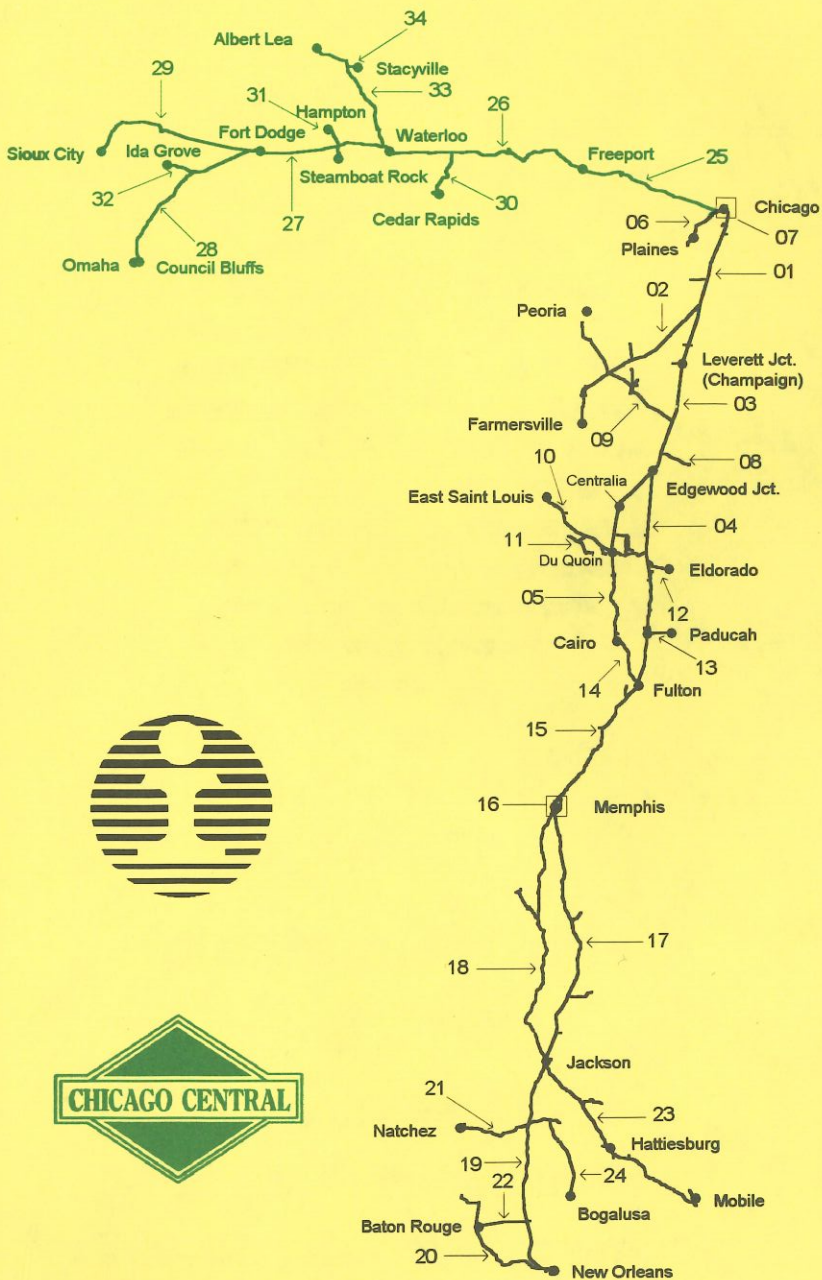 Albert Lea
34
29
Stacyville
31
33
Hampton
26
Fort Dodge
Waterloo
Sioux City
Ida Grove
Freeport
25
Steamboat Rock
32
27
30
Cedar Rapids
06
Chicago
28
Plaines
07
Omaha
Council Bluffs
01
02
Peoria
Leverett Jct.
(Champaign)
03
Farmersville
09
10
08
Centralia
East Saint Louis
Edgewood Jct.
04
11
Du Quoin
Eldorado
05
12
Cairo
Paducah
13
14
Fulton
15
16
Memphis
17
18
Jackson
CHICAGO CENTRAL
21
23
Natchez
Hattiesburg
19
24
22
Bogalusa
Mobile
Baton Rouge
20
New Orleans